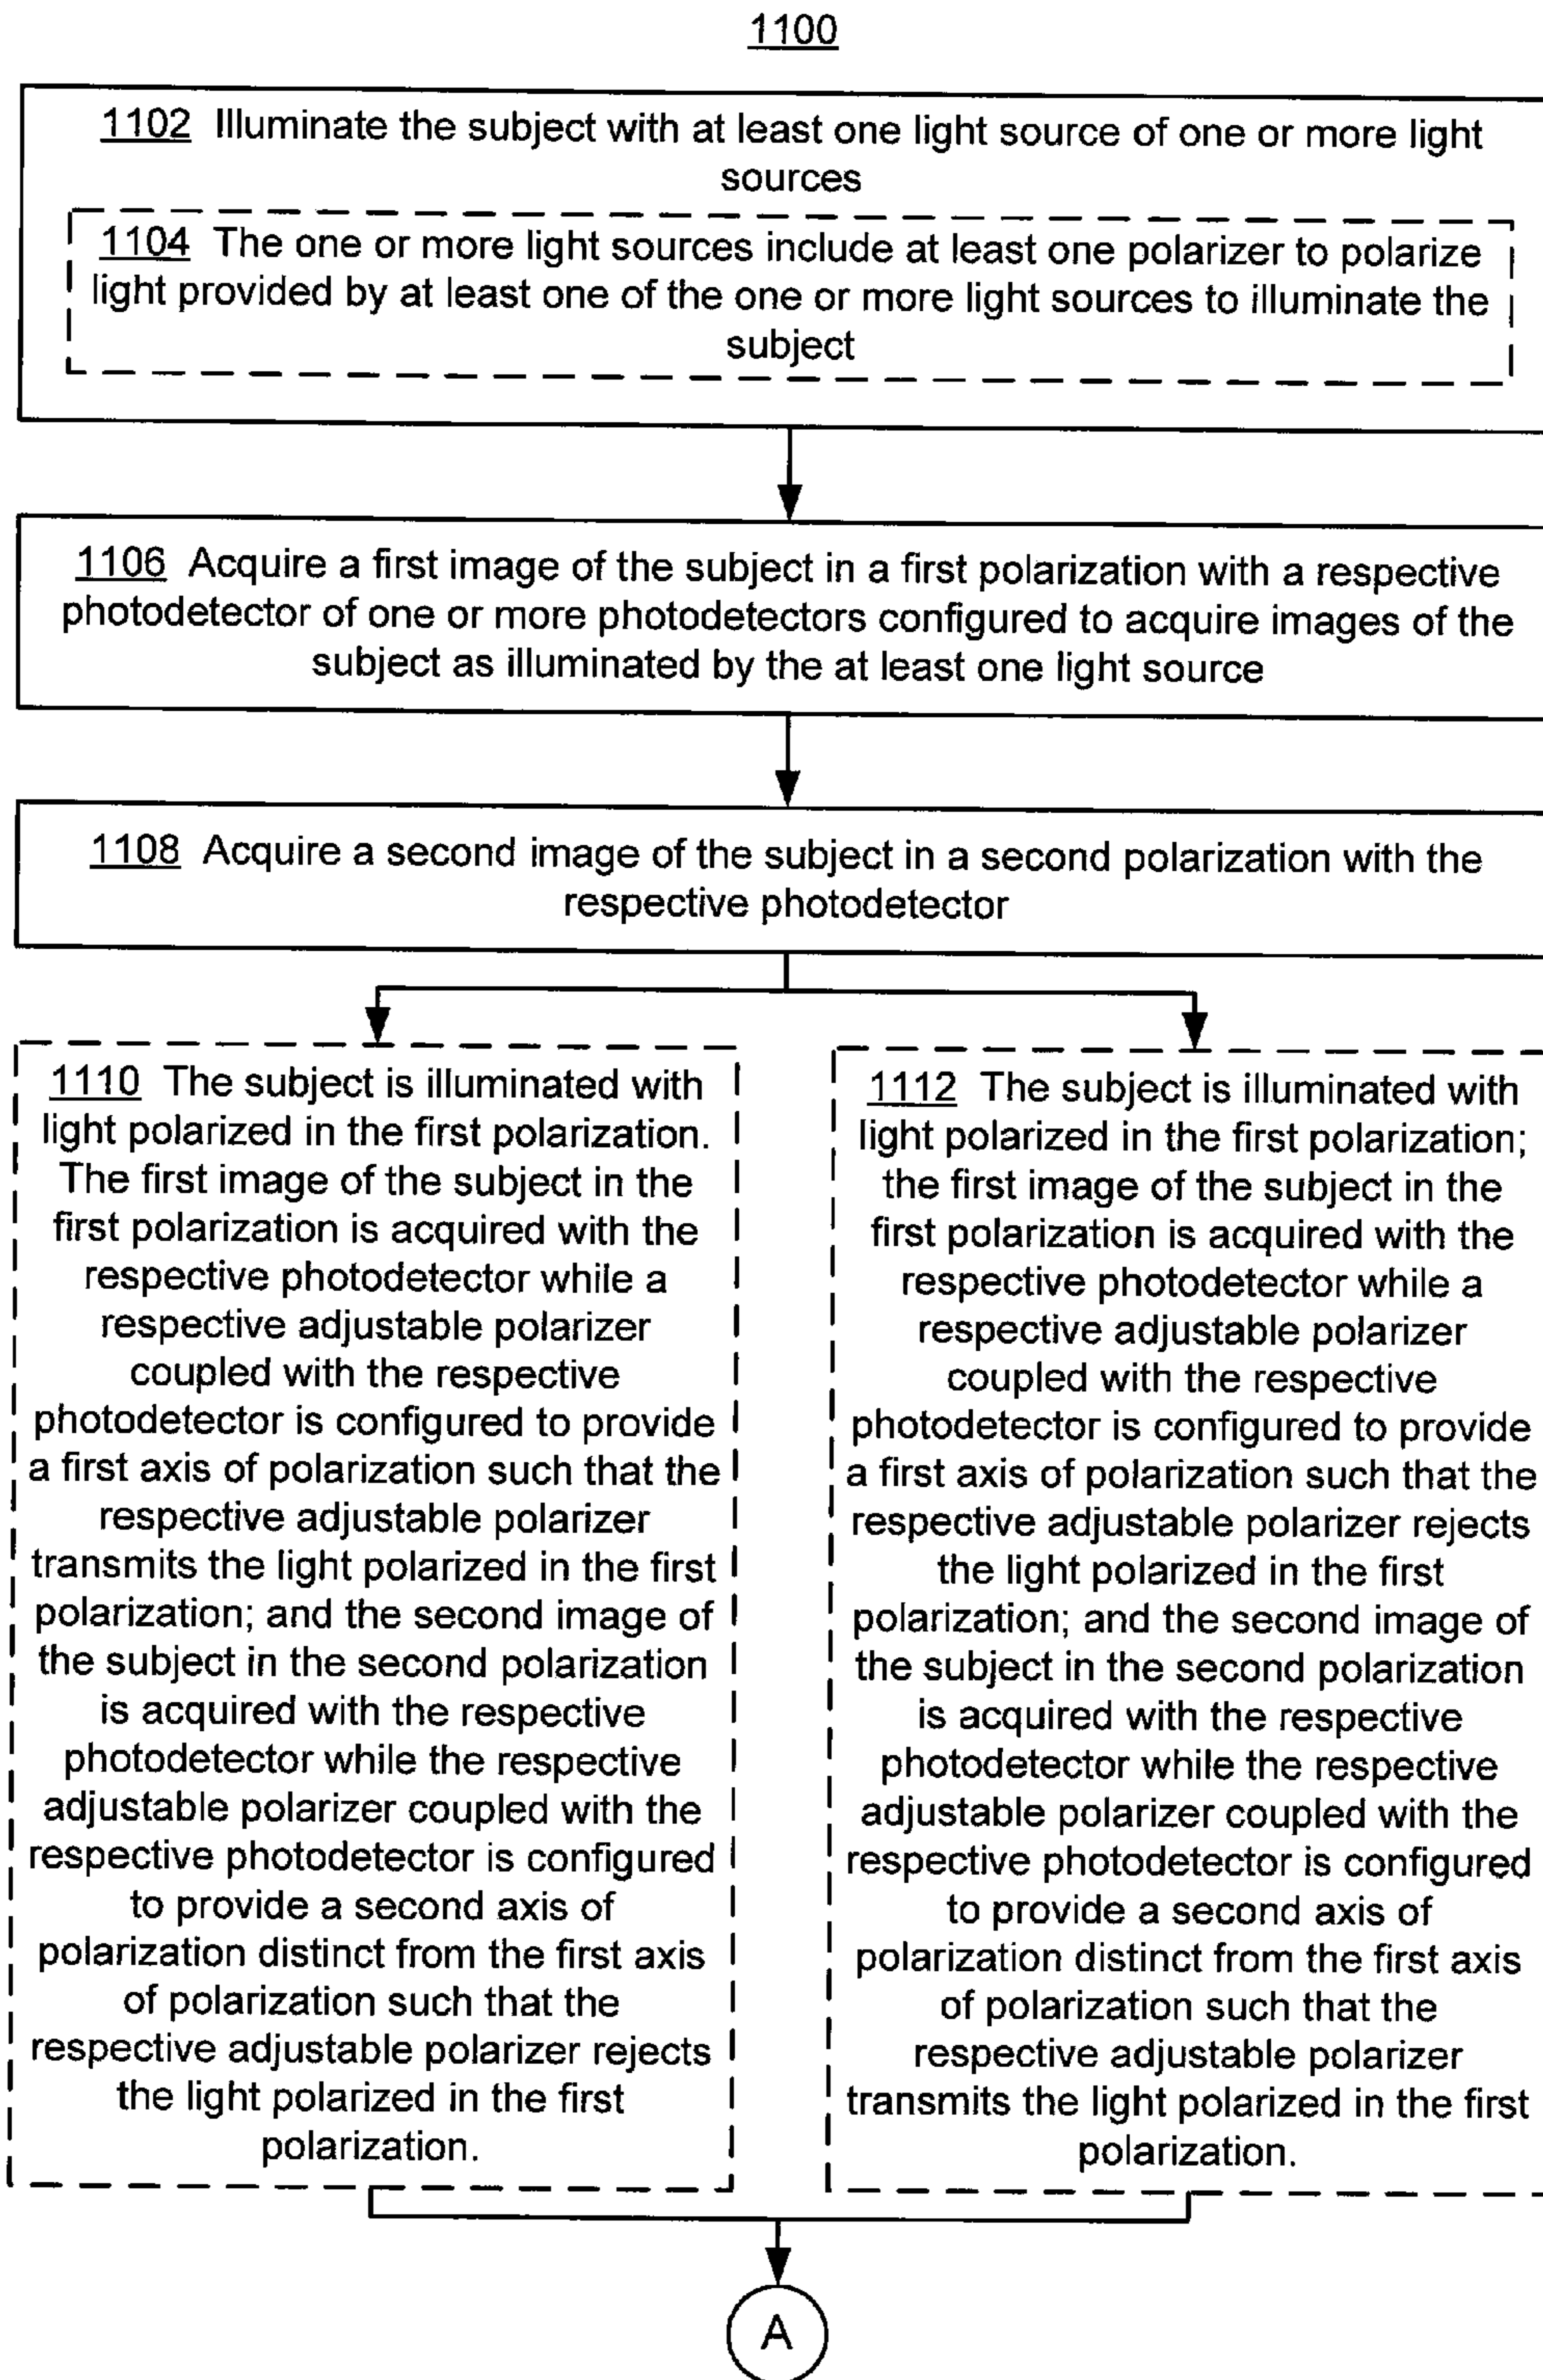 1100
1102 Illuminate the subject with at least one light source of one or more light
sources
1104 The one or more light sources include at least one polarizer to polarize
light provided by at least one of the one or more light sources to illuminate the
subject
1106 Acquire a first image of the subject in a first polarization with a respective
photodetector of one or more photodetectors configured to acquire images of the
subject as illuminated by the at least one light source
1108 Acquire a second image of the subject in a second polarization with the
respective photodetector
1110 The subject is illuminated with
light polarized in the first polarization.
The first image of the subject in the
first polarization is acquired with the
respective photodetector while a
respective adjustable polarizer
coupled with the respective
photodetector is configured to provide
a first axis of polarization such that the
respective adjustable polarizer
transmits the light polarized in the first
polarization; and the second image of
the subject in the second polarization
is acquired with the respective
photodetector while the respective
adjustable polarizer coupled with the
respective photodetector is configured
to provide a second axis of
polarization distinct from the first axis
of polarization such that the
respective adjustable polarizer rejects
the light polarized in the first
polarization.
1112 The subject is illuminated with
light polarized in the first polarization;
the first image of the subject in the
first polarization is acquired with the
respective photodetector while a
respective adjustable polarizer
coupled with the respective
photodetector is configured to provide
a first axis of polarization such that the
respective adjustable polarizer rejects
the light polarized in the first
polarization; and the second image of
the subject in the second polarization
is acquired with the respective
photodetector while the respective
adjustable polarizer coupled with the
respective photodetector is configured
to provide a second axis of
polarization distinct from the first axis
of polarization such that the
respective adjustable polarizer
transmits the light polarized in the first
polarization.
A